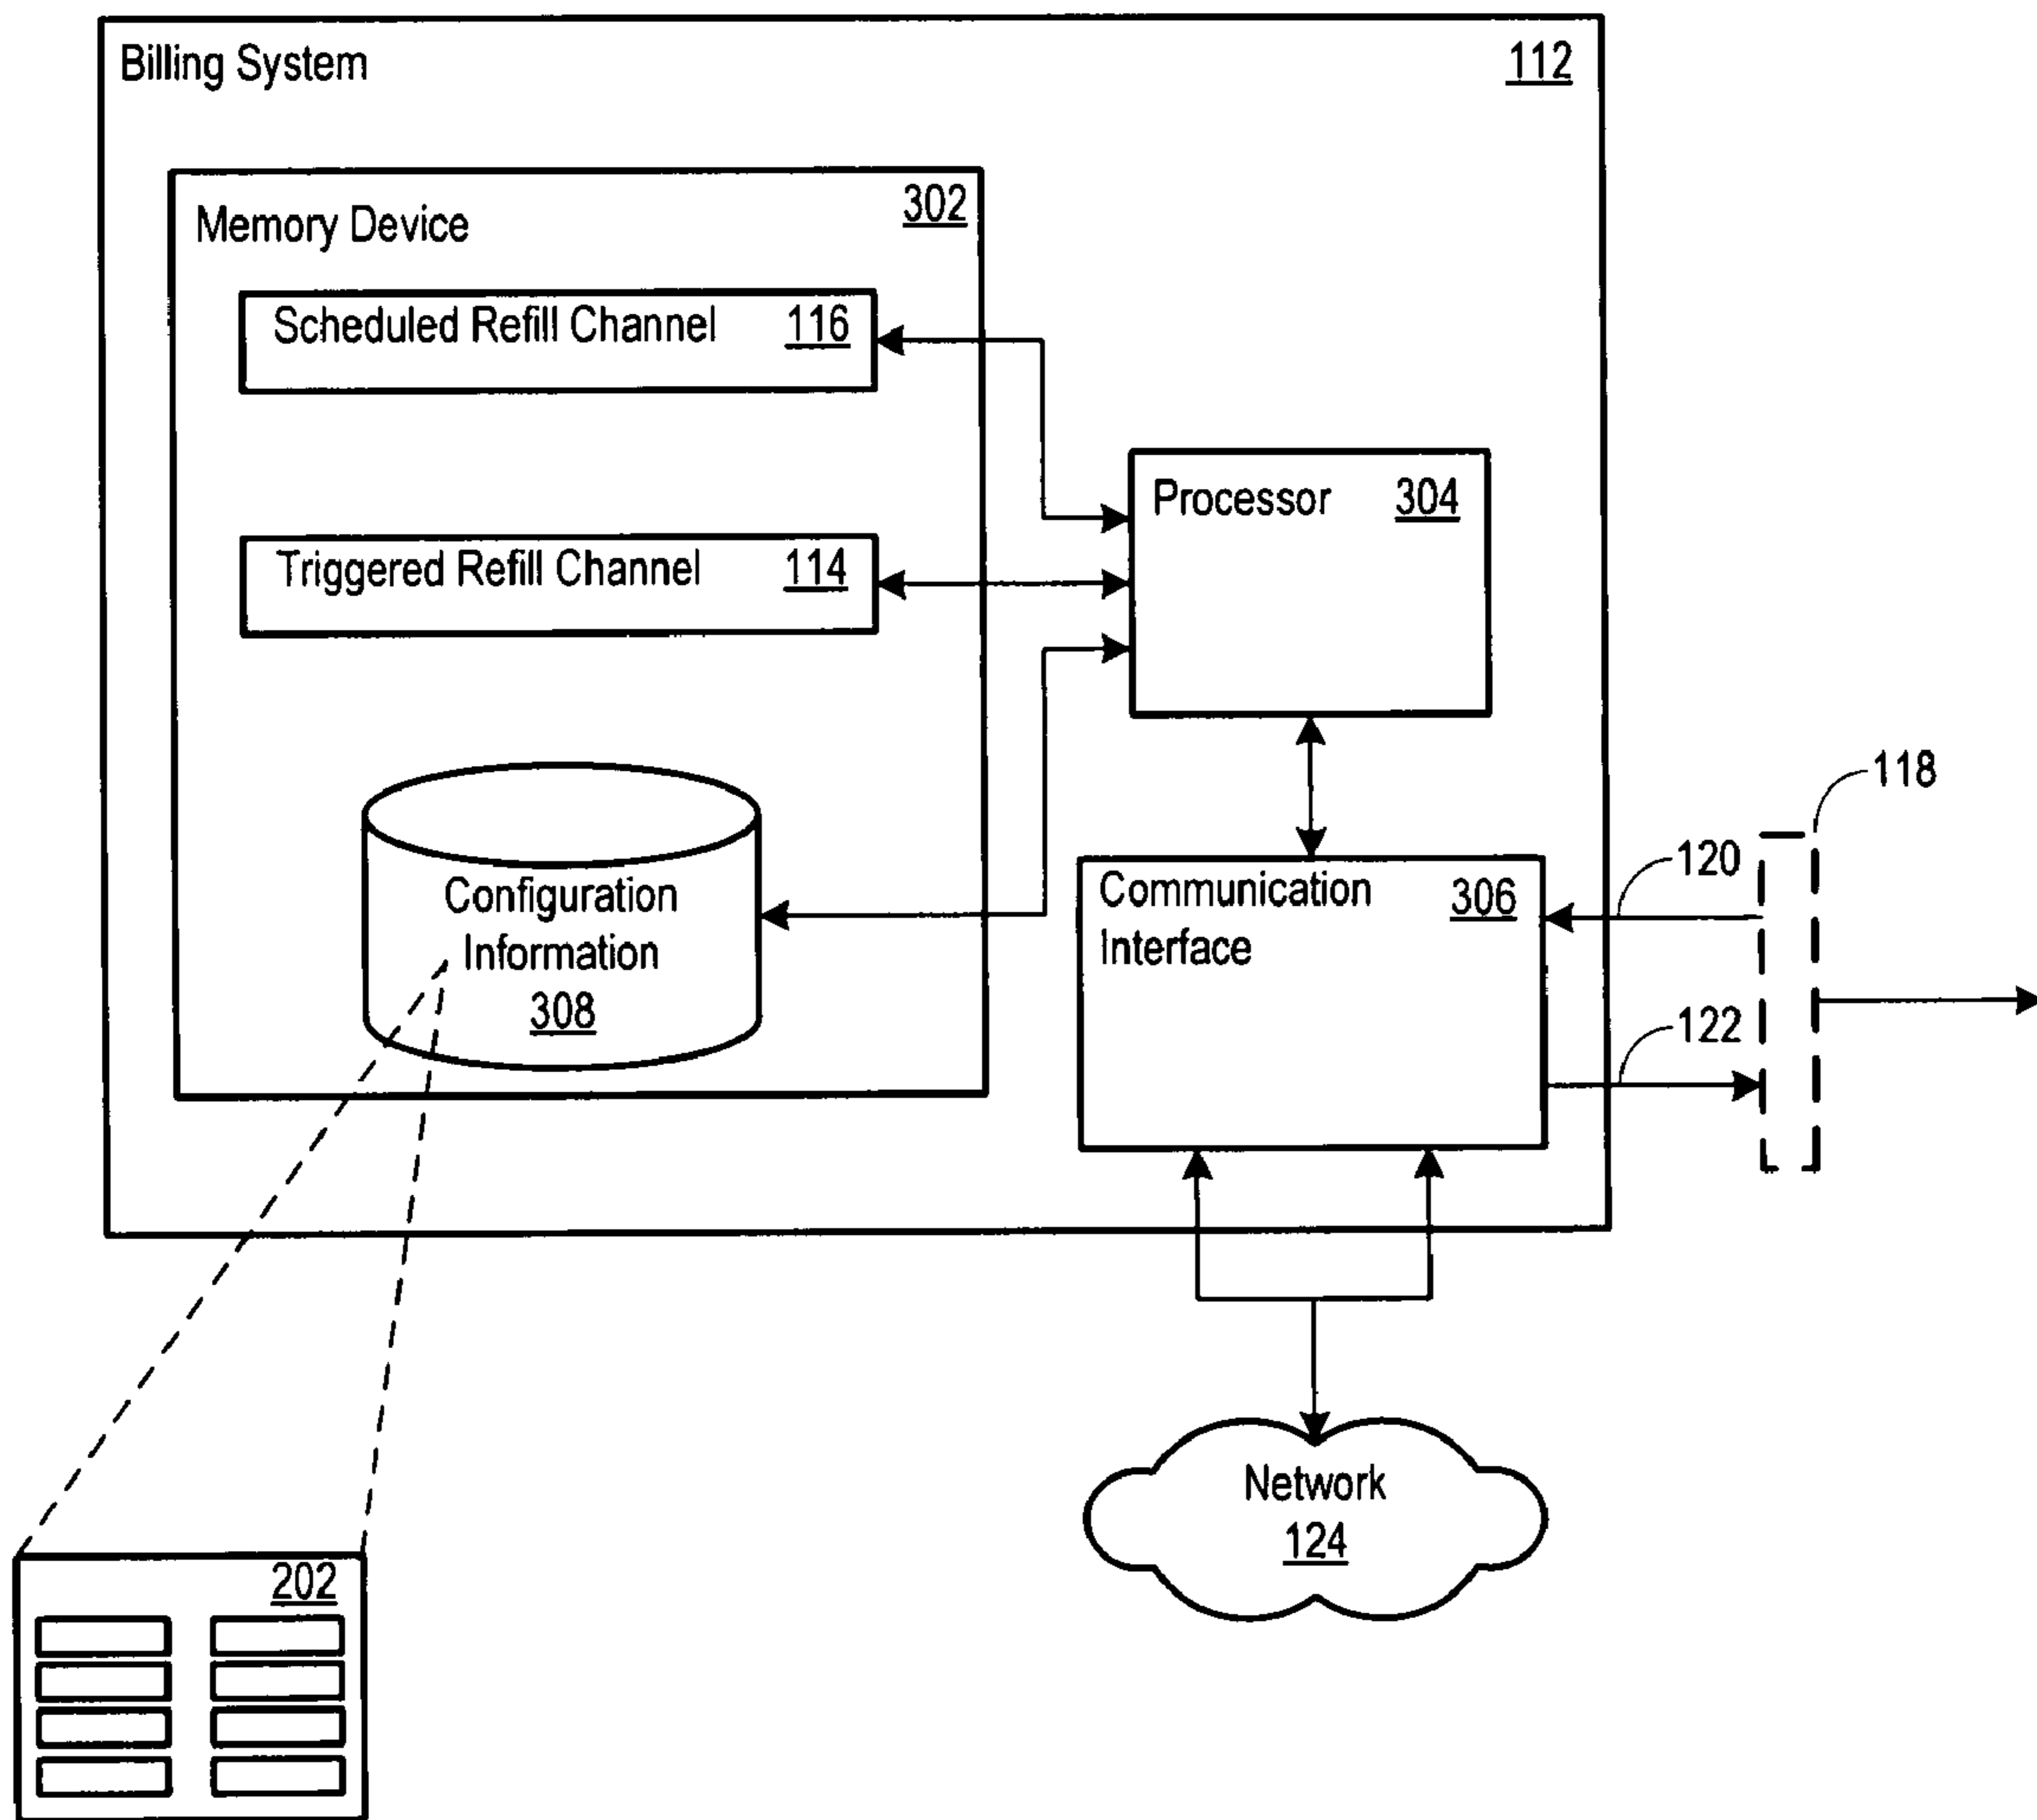 Billing System 112
Memory Device 302
Scheduled Refill Channel 116
Processor 304
Triggered Refill Channel 114
118
120
Communication 306
Interface
Configuration
Information
308
122
Network
124
202